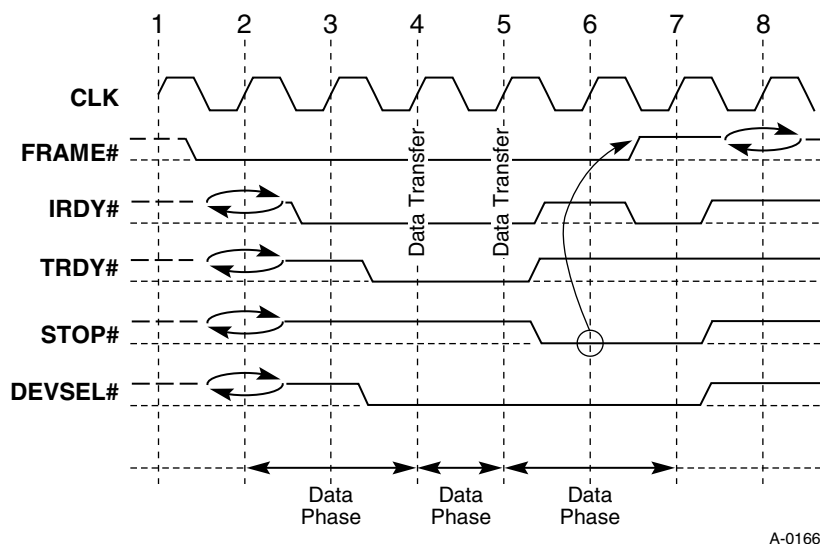 1 2 3 4 5 6 7 8
CLK
FRAME#
Data Transfer
Data Transfer
IRDY#
TRDY#
STOP#
DEVSEL#
Data Phase
Data Phase
Data Phase
A-0166